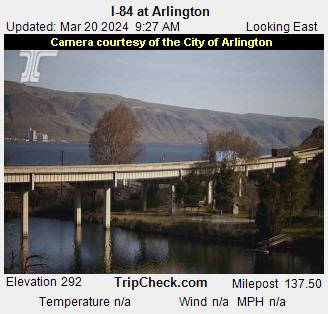 I-84 at Arlington
Updated: Mar 20 2024 9:27 AM Looking East
Camera courtesy of the City of Arlington
Elevation 292 TripCheck.com Milepost 137.50
Temperature n/a Wind n/a MPH n/a